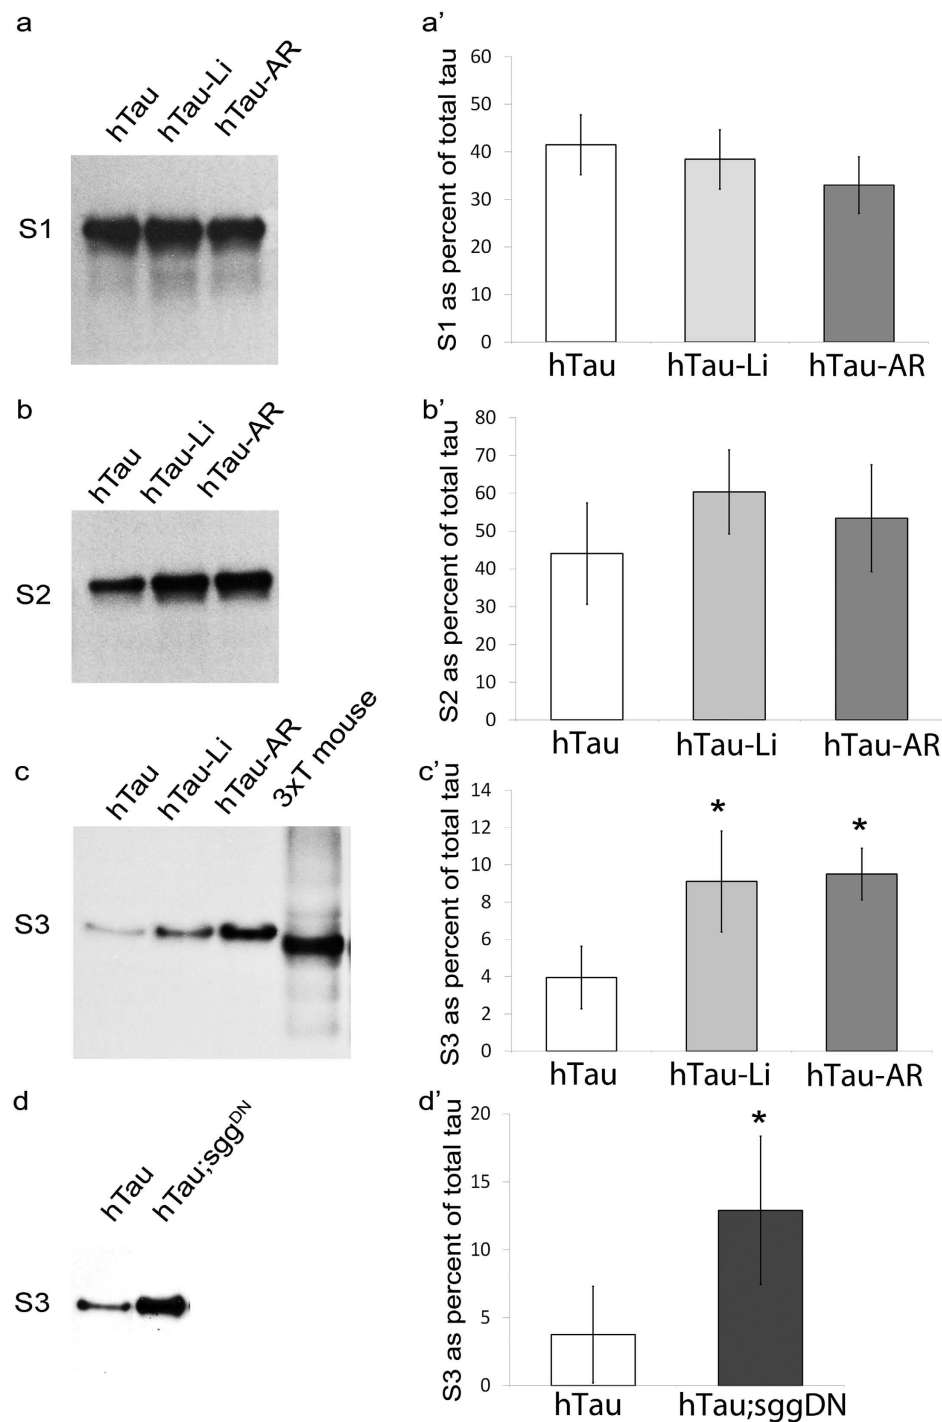 a
hTau
hTau-Li
hTau-AR
S1
a'
S1 as percent of total tau
60
50
40
30
20
10
0
hTau
hTau-Li
hTau-AR
b
hTau
hTau-Li
hTau-AR
S2
b'
S2 as percent of total tau
80
70
60
50
40
30
20
10
0
hTau
hTau-Li
hTau-AR
c
hTau
hTau-Li
hTau-AR
3xT mouse
S3
c'
S3 as percent of total tau
14
12
10
8
6
4
2
0
*
*
hTau
hTau-Li
hTau-AR
d
hTau
hTau;sggDN
S3
d'
S3 as percent of total tau
20
15
10
5
0
*
hTau
hTau;sggDN